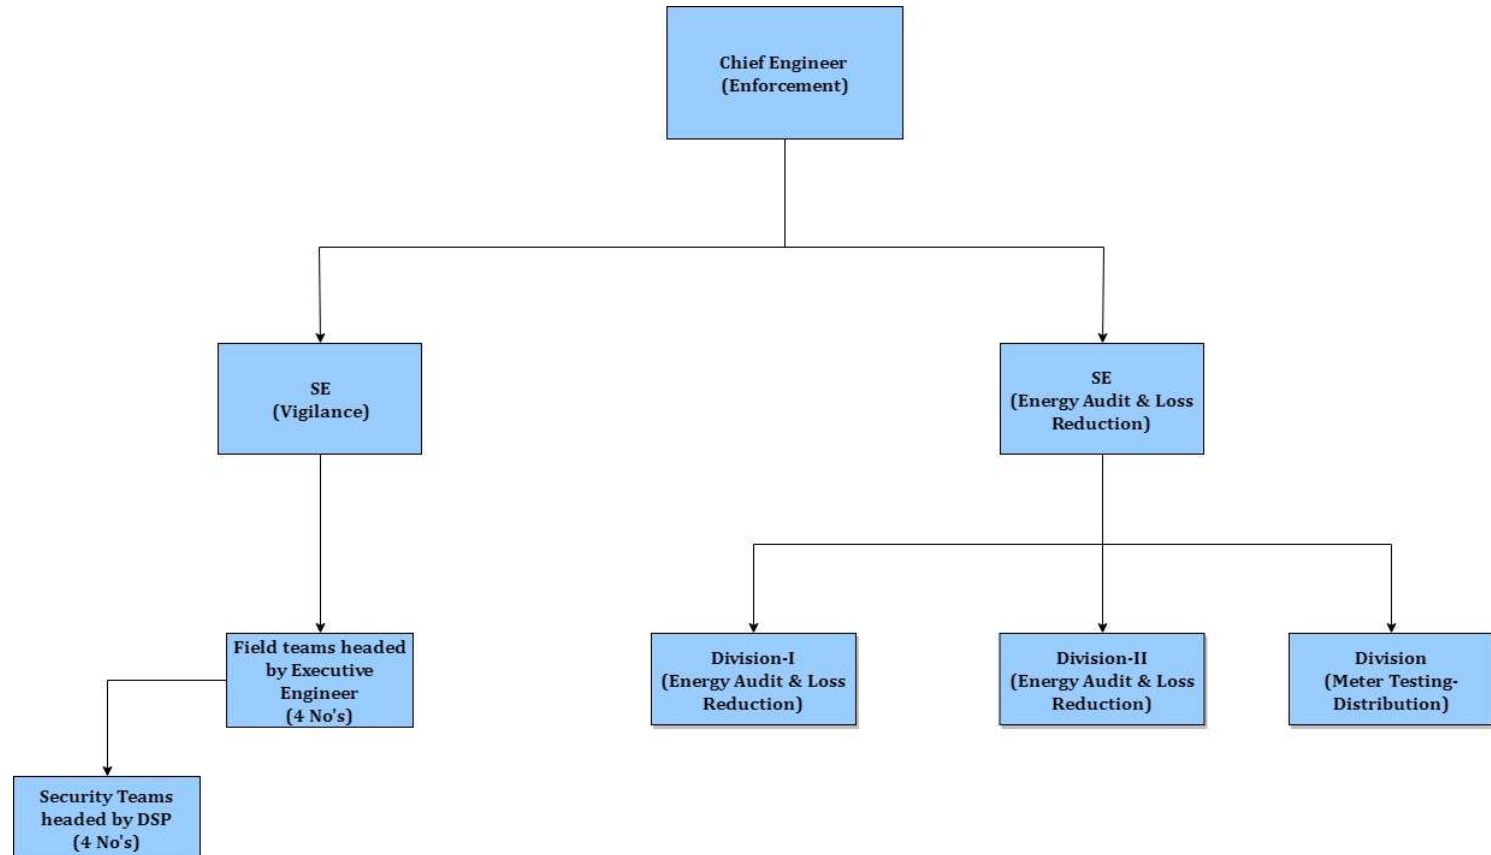 Chief Engineer
(Enforcement)
SE
(Vigilance)
SE
(Energy Audit & Loss
Reduction)
Field teams headed
by Executive
Engineer
(4 No's)
Division-I
(Energy Audit & Loss
Reduction)
Division-II
(Energy Audit & Loss
Reduction)
Division
(Meter Testing-
Distribution)
Security Teams
headed by DSP
(4 No's)